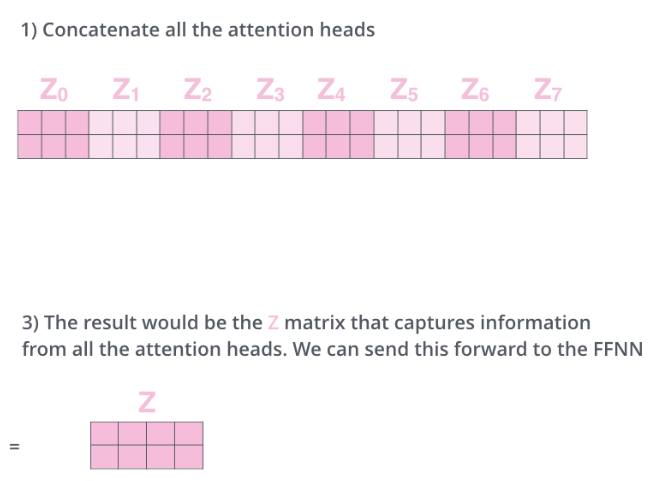 1) Concatenate all the attention heads
Z0 Z1 Z2 Z3 Z4 Z5 Z6 Z7
3) The result would be the Z matrix that captures information
from all the attention heads. We can send this forward to the FFNN
Z
=